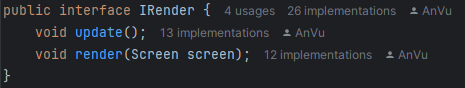 public interface IRender { 4 usages 26 implementations AnVu
void update(); 13 implementations AnVu
void render(Screen screen); 12 implementations AnVu
}